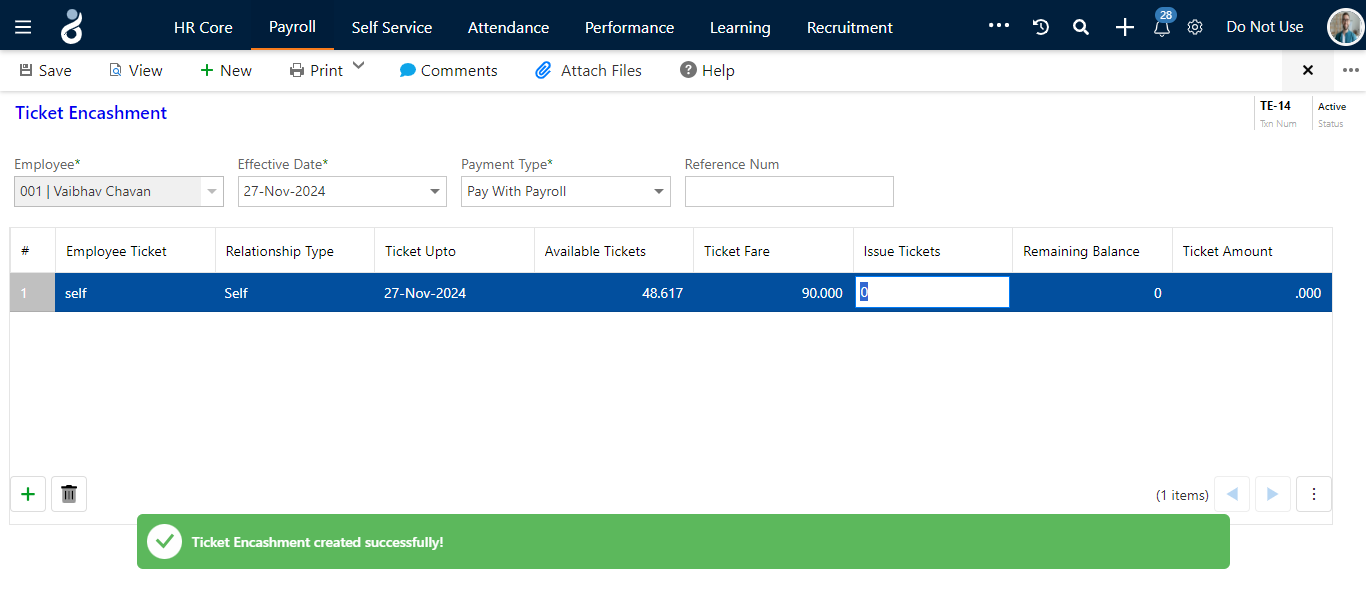 HR Core Payroll Self Service Attendance Performance Learning Recruitment 28 Do Not Use
Save View New Print Comments Attach Files ? Help
Ticket Encashment
TE-14 Active
Txn Num Status
Employee* Effective Date* Payment Type* Reference Num
001 | Vaibhav Chavan 27-Nov-2024 Pay With Payroll
# Employee Ticket Relationship Type Ticket Upto Available Tickets Ticket Fare Issue Tickets Remaining Balance Ticket Amount
1 self Self 27-Nov-2024 48.617 90.000 0 0 .000
(1 items)
Ticket Encashment created successfully!